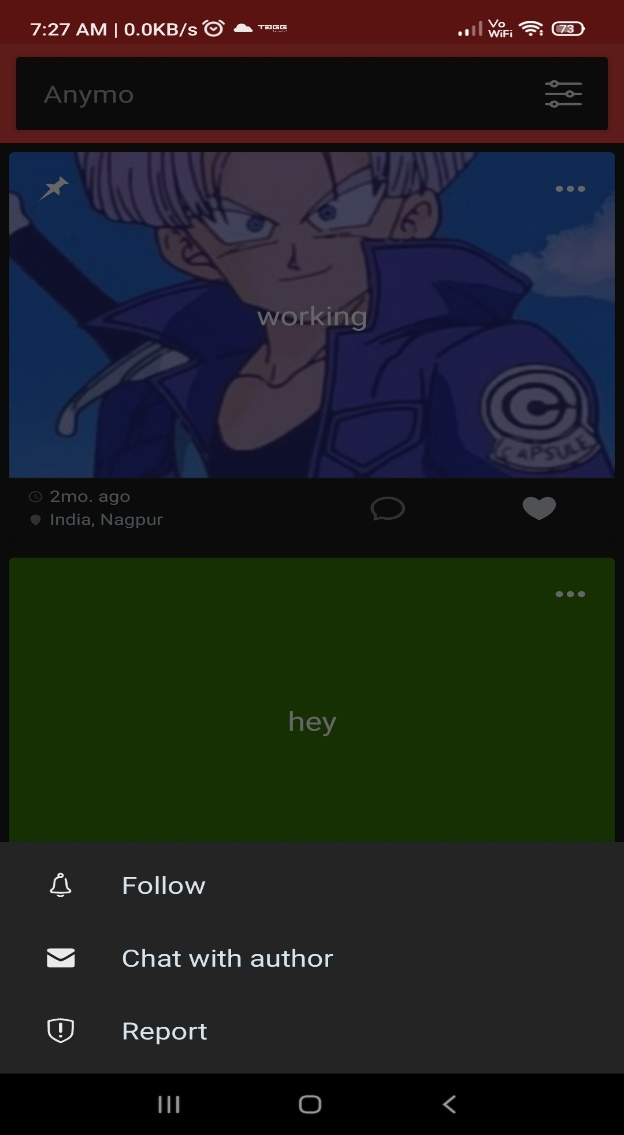 7:27 AM | 0.0KB/s
Vo
WiFi
73
Anymo
working
CAPSULE
2mo. ago
India, Nagpur
hey
Follow
Chat with author
Report